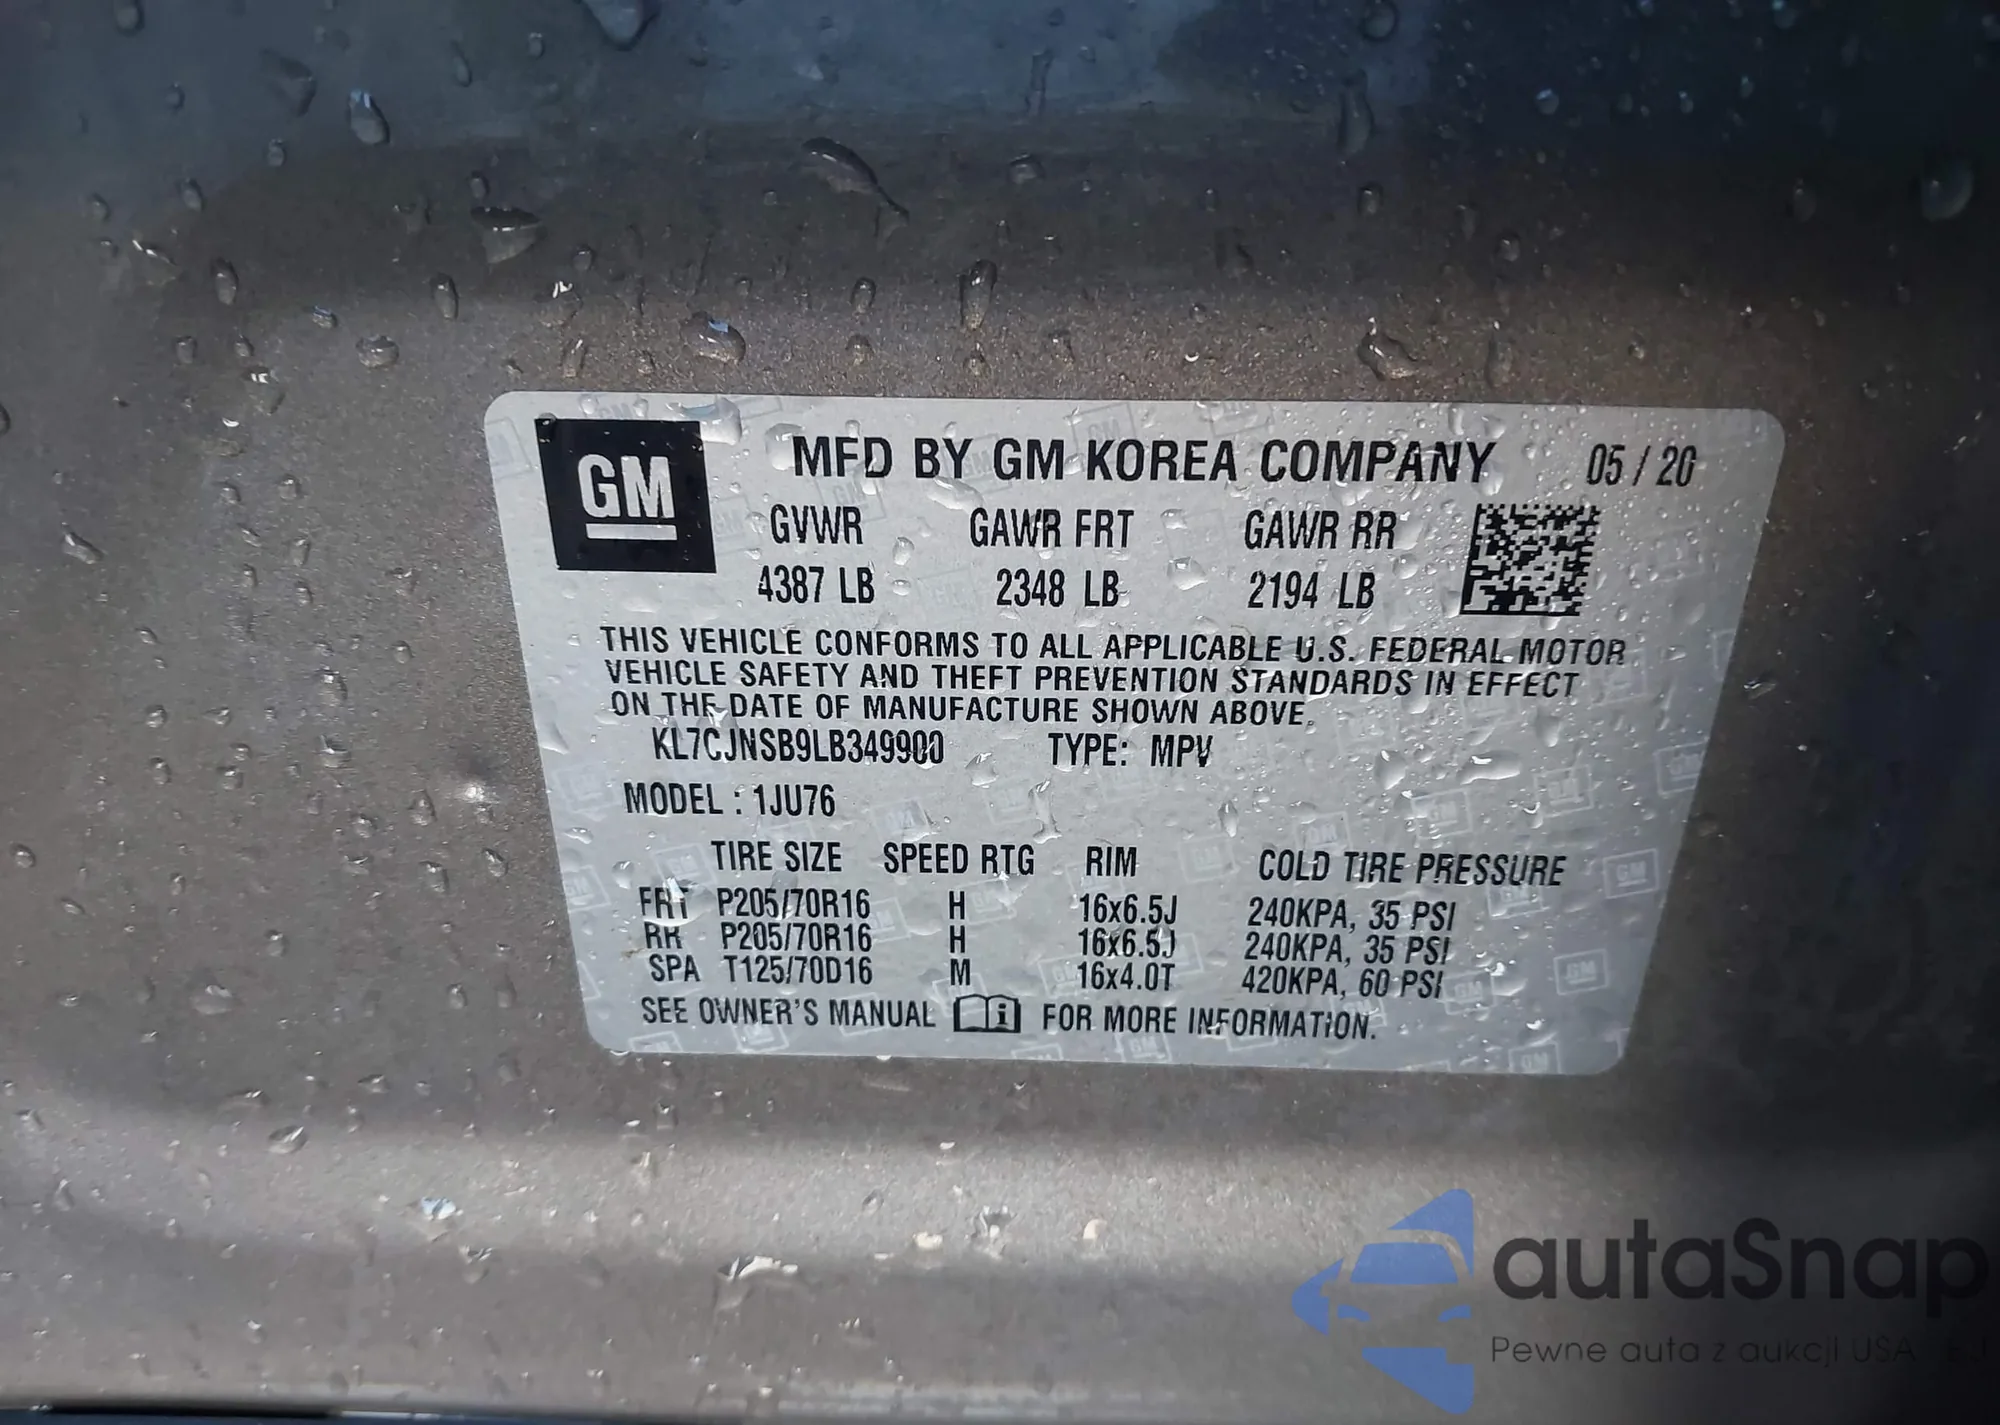 GM
MFD BY GM KOREA COMPANY 05 / 20
GVWR GAWR FRT GAWR RR
4387 LB 2348 LB 2194 LB
THIS VEHICLE CONFORMS TO ALL APPLICABLE U.S. FEDERAL MOTOR
VEHICLE SAFETY AND THEFT PREVENTION STANDARDS IN EFFECT
ON THE DATE OF MANUFACTURE SHOWN ABOVE.
KL7CJNSB9LB349900 TYPE: MPV
MODEL : 1JU76
TIRE SIZE SPEED RTG RIM COLD TIRE PRESSURE
FRT P205/70R16 H 16x6.5J 240KPA, 35 PSI
RR P205/70R16 H 16x6.5J 240KPA, 35 PSI
SPA T125/70D16 M 16x4.0T 420KPA, 60 PSI
SEE OWNER'S MANUAL i FOR MORE INFORMATION.
autaSnap
Pewne auta z aukcji USA